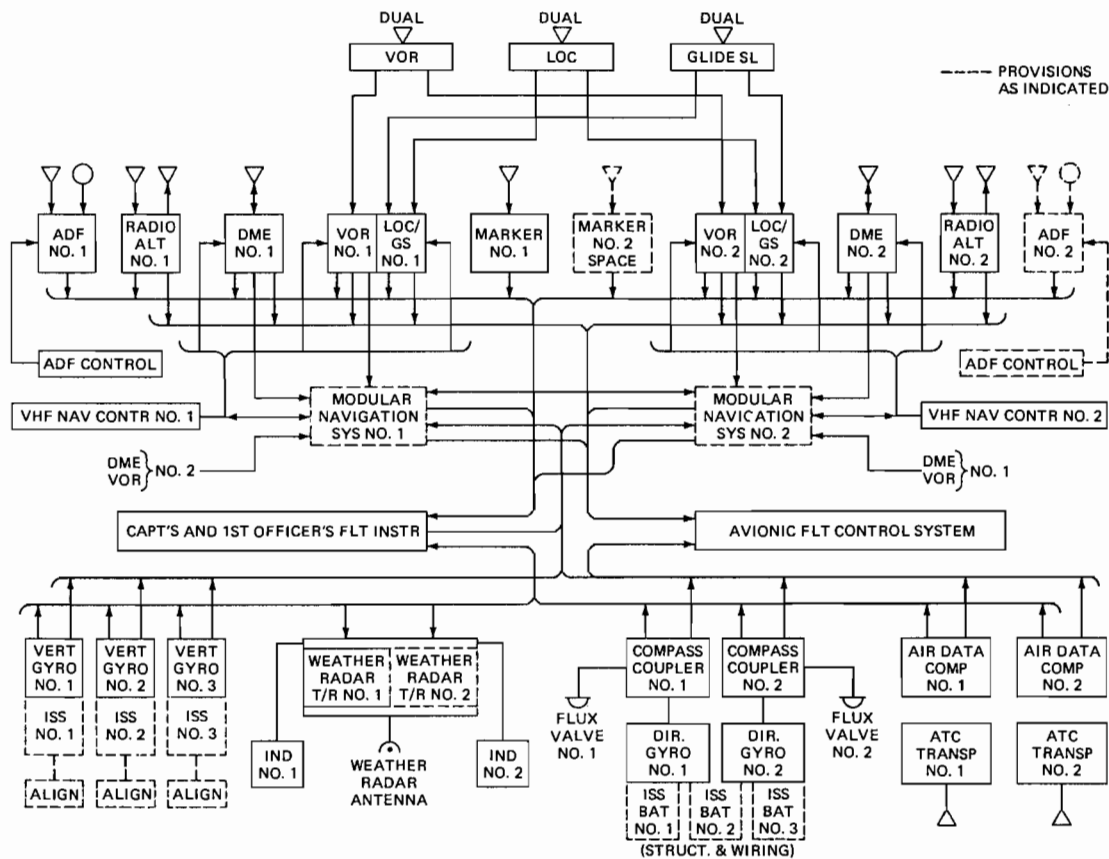 DUAL
DUAL
DUAL
VOR
LOC
GLIDE SL
PROVISIONS
AS INDICATED
ADF
NO. 1
RADIO
ALT
NO. 1
DME
NO. 1
VOR
NO. 1
LOC/
GS
NO. 1
MARKER
NO. 1
MARKER
NO. 2
SPACE
VOR
NO. 2
LOC/
GS
NO. 2
DME
NO. 2
RADIO
ALT
NO. 2
ADF
NO. 2
ADF CONTROL
ADF CONTROL
VHF NAV CONTR NO. 1
MODULAR
NAVIGATION
SYS NO. 1
MODULAR
NAVICATION
SYS NO. 2
VHF NAV CONTR NO. 2
DME
VOR
NO. 2
DME
VOR
NO. 1
CAPT'S AND 1ST OFFICER'S FLT INSTR
AVIONIC FLT CONTROL SYSTEM
VERT
GYRO
NO. 1
VERT
GYRO
NO. 2
VERT
GYRO
NO. 3
WEATHER
RADAR
T/R NO. 1
WEATHER
RADAR
T/R NO. 2
COMPASS
COUPLER
NO. 1
COMPASS
COUPLER
NO. 2
AIR DATA
COMP
NO. 1
AIR DATA
COMP
NO. 2
ISS
NO. 1
ISS
NO. 2
ISS
NO. 3
ALIGN
ALIGN
ALIGN
IND
NO. 1
WEATHER
RADAR
ANTENNA
IND
NO. 2
FLUX
VALVE
NO. 1
DIR.
GYRO
NO. 1
DIR.
GYRO
NO. 2
FLUX
VALVE
NO. 2
ATC
TRANSP
NO. 1
ATC
TRANSP
NO. 2
ISS
BAT
NO. 1
ISS
BAT
NO. 2
ISS
BAT
NO. 3
(STRUCT. & WIRING)